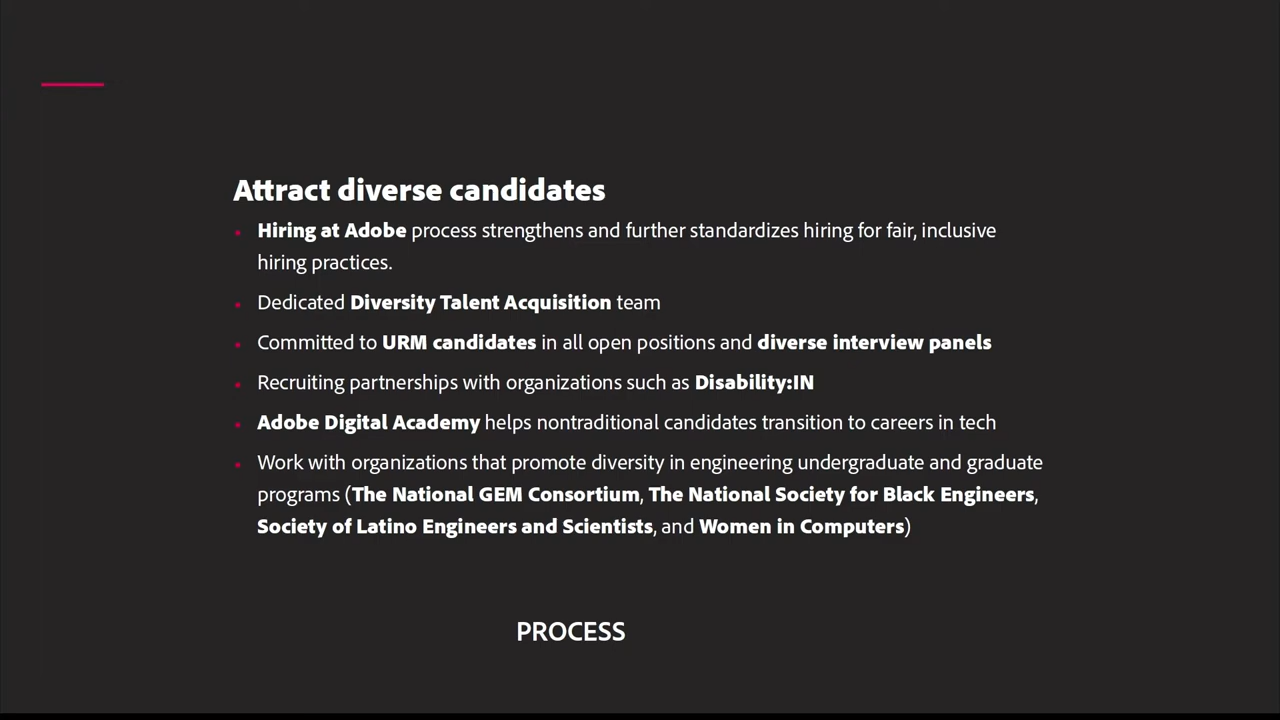 Attract diverse candidates
• Hiring at Adobe process strengthens and further standardizes hiring for fair, inclusive
hiring practices.
• Dedicated Diversity Talent Acquisition team
• Committed to URM candidates in all open positions and diverse interview panels
• Recruiting partnerships with organizations such as Disability:IN
• Adobe Digital Academy helps nontraditional candidates transition to careers in tech
• Work with organizations that promote diversity in engineering undergraduate and graduate
programs (The National GEM Consortium, The National Society for Black Engineers,
Society of Latino Engineers and Scientists, and Women in Computers)
PROCESS